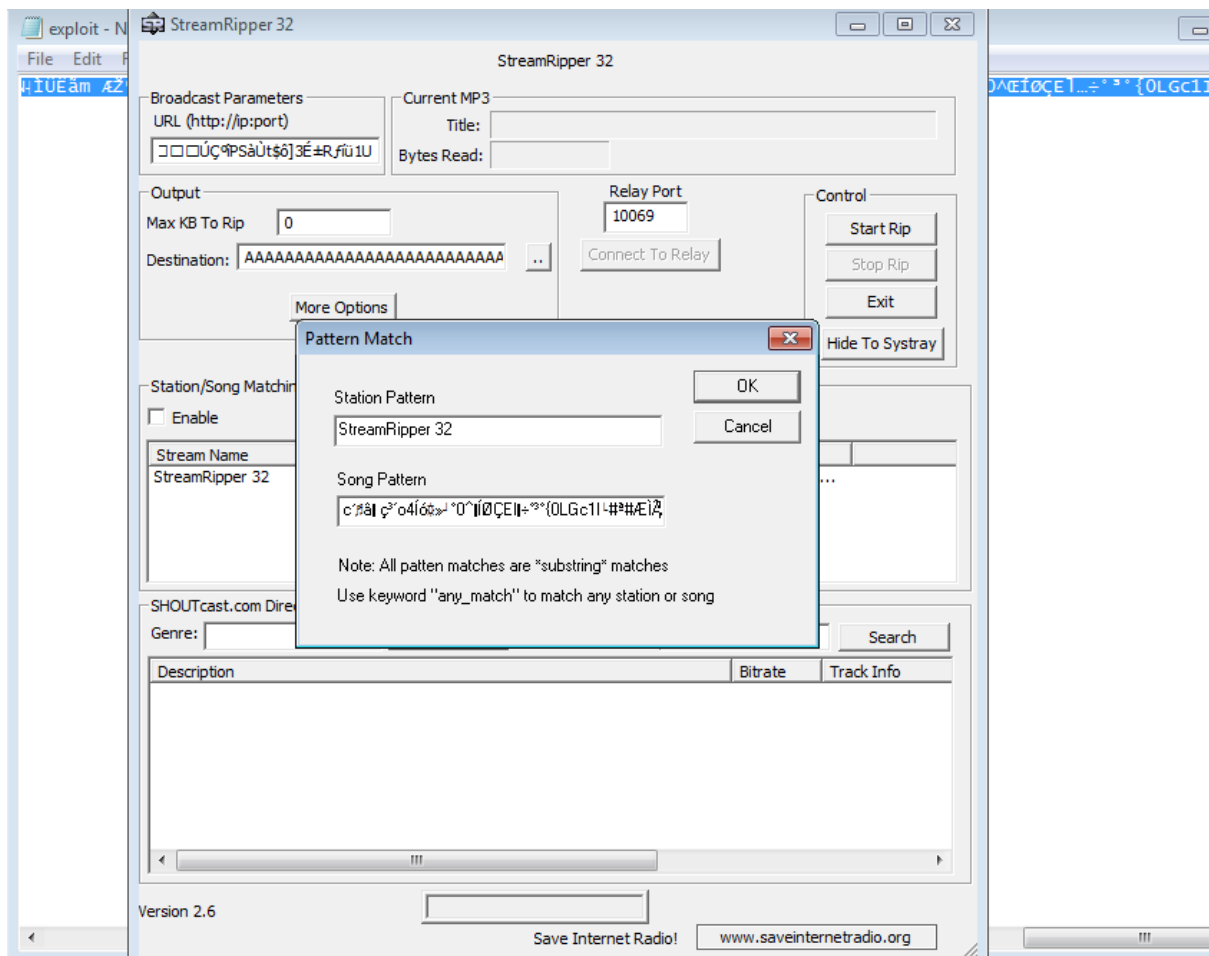 exploit - N
File Edit F
StreamRipper 32
StreamRipper 32
Broadcast Parameters
URL (http://ip:port)
Current MP3
Title:
Bytes Read:
Output
Max KB To Rip 0
Destination: AAAAAAAAAAAAAAAAAAAAAAAAAA ..
More Options
Relay Port
10069
Connect To Relay
Control
Start Rip
Stop Rip
Exit
Hide To Systray
Pattern Match
Station Pattern
StreamRipper 32
Song Pattern
OK
Cancel
Note: All patten matches are *substring* matches
Use keyword "any_match" to match any station or song
Station/Song Matchin
Enable
Stream Name
StreamRipper 32
...
SHOUTcast.com Dire
Genre:
Search
Description Bitrate Track Info
Version 2.6
Save Internet Radio! www.saveinternetradio.org